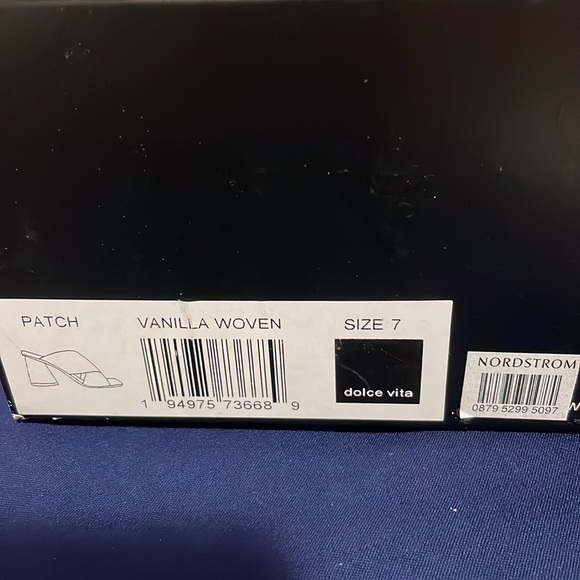 PATCH
VANILLA WOVEN
SIZE 7
1 94975 73668 9
dolce vita
NORDSTROM
0879 5299 5097